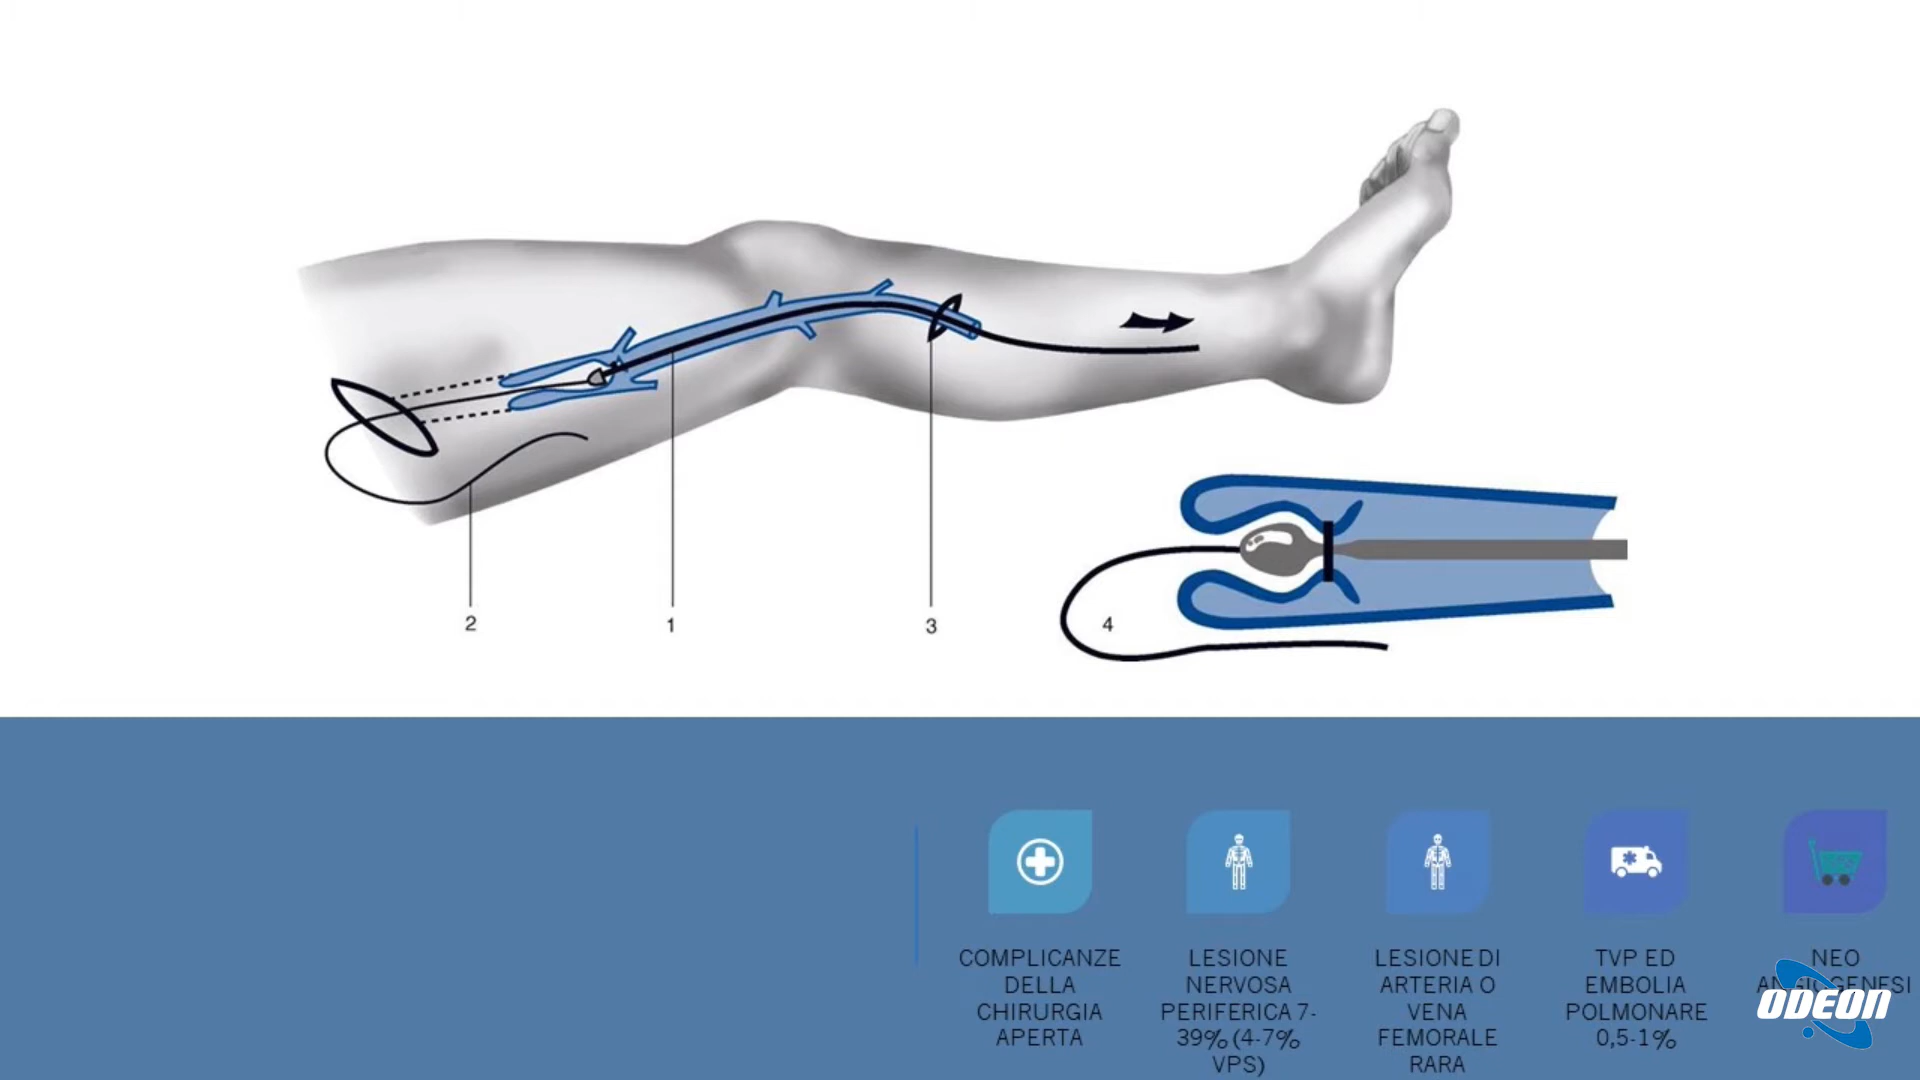 2
1
3
4
COMPLICANZE
DELLA
CHIRURGIA
APERTA
LESIONE
NERVOSA
PERIFERICA 7-
39% (4-7%
VPS)
LESIONE DI
ARTERIA O
VENA
FEMORALE
RARA
TVP ED
EMBOLIA
POLMONARE
0,5-1%
NEO
ANGIOGENESI
ODEON